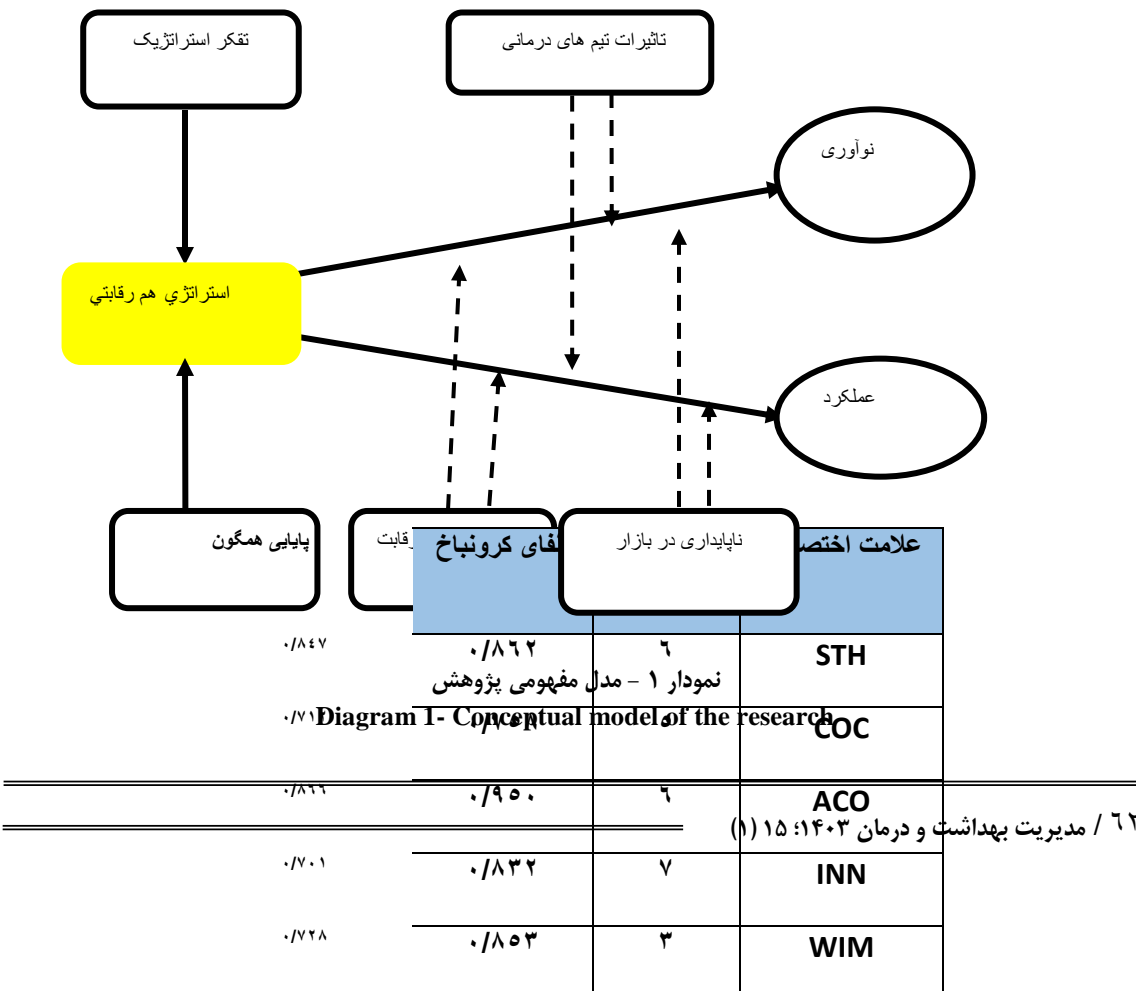 تاثیرات تیم های درمانی
تفکر استراتژیک
نوآوری
استراتژي هم رقابتي
عملکرد
ناپایداری در بازار
رقابت
پایایی همگون
علامت اختص
لفای کرونباخ
STH ۶ ۰/۸۶۲ ۰/۸۴۷
نمودار ۱ – مدل مفهومی پژوهش
Diagram 1- Conceptual model of the research
COC
ACO ۶ ۰/۹۵۰ ۰/۸۶۶
۶۲ / مدیریت بهداشت و درمان ۱۴۰۳؛ ۱۵ (۱)
INN ۷ ۰/۸۳۲ ۰/۷۰۱
WIM ۳ ۰/۸۵۳ ۰/۷۲۸